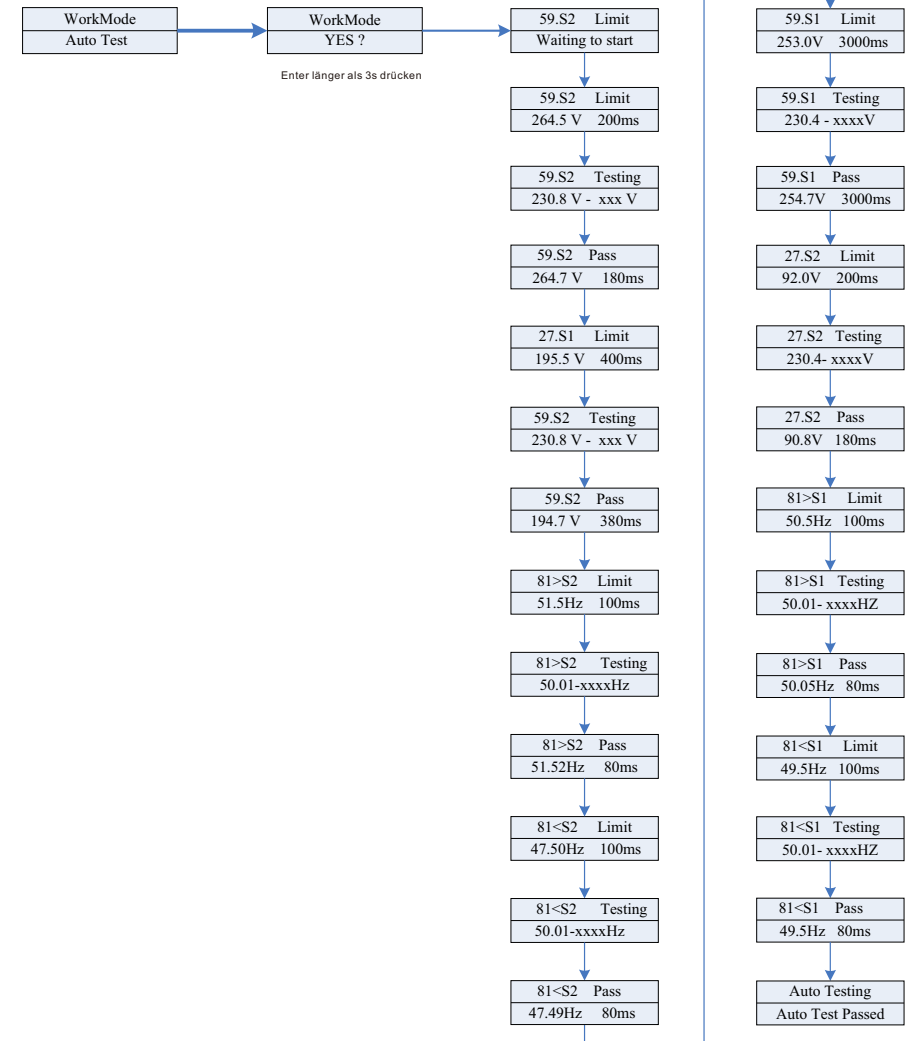 WorkMode
Auto Test
WorkMode
YES ?
Enter länger als 3s drücken
59.S2 Limit
Waiting to start
59.S2 Limit
264.5 V 200ms
59.S2 Testing
230.8 V - xxx V
59.S2 Pass
264.7 V 180ms
27.S1 Limit
195.5 V 400ms
59.S2 Testing
230.8 V - xxx V
59.S2 Pass
194.7 V 380ms
81>S2 Limit
51.5Hz 100ms
81>S2 Testing
50.01-xxxxHz
81>S2 Pass
51.52Hz 80ms
81<S2 Limit
47.50Hz 100ms
81<S2 Testing
50.01-xxxxHz
81<S2 Pass
47.49Hz 80ms
59.S1 Limit
253.0V 3000ms
59.S1 Testing
230.4 - xxxxV
59.S1 Pass
254.7V 3000ms
27.S2 Limit
92.0V 200ms
27.S2 Testing
230.4- xxxxV
27.S2 Pass
90.8V 180ms
81>S1 Limit
50.5Hz 100ms
81>S1 Testing
50.01- xxxxHZ
81>S1 Pass
50.05Hz 80ms
81<S1 Limit
49.5Hz 100ms
81<S1 Testing
50.01- xxxxHZ
81<S1 Pass
49.5Hz 80ms
Auto Testing
Auto Test Passed